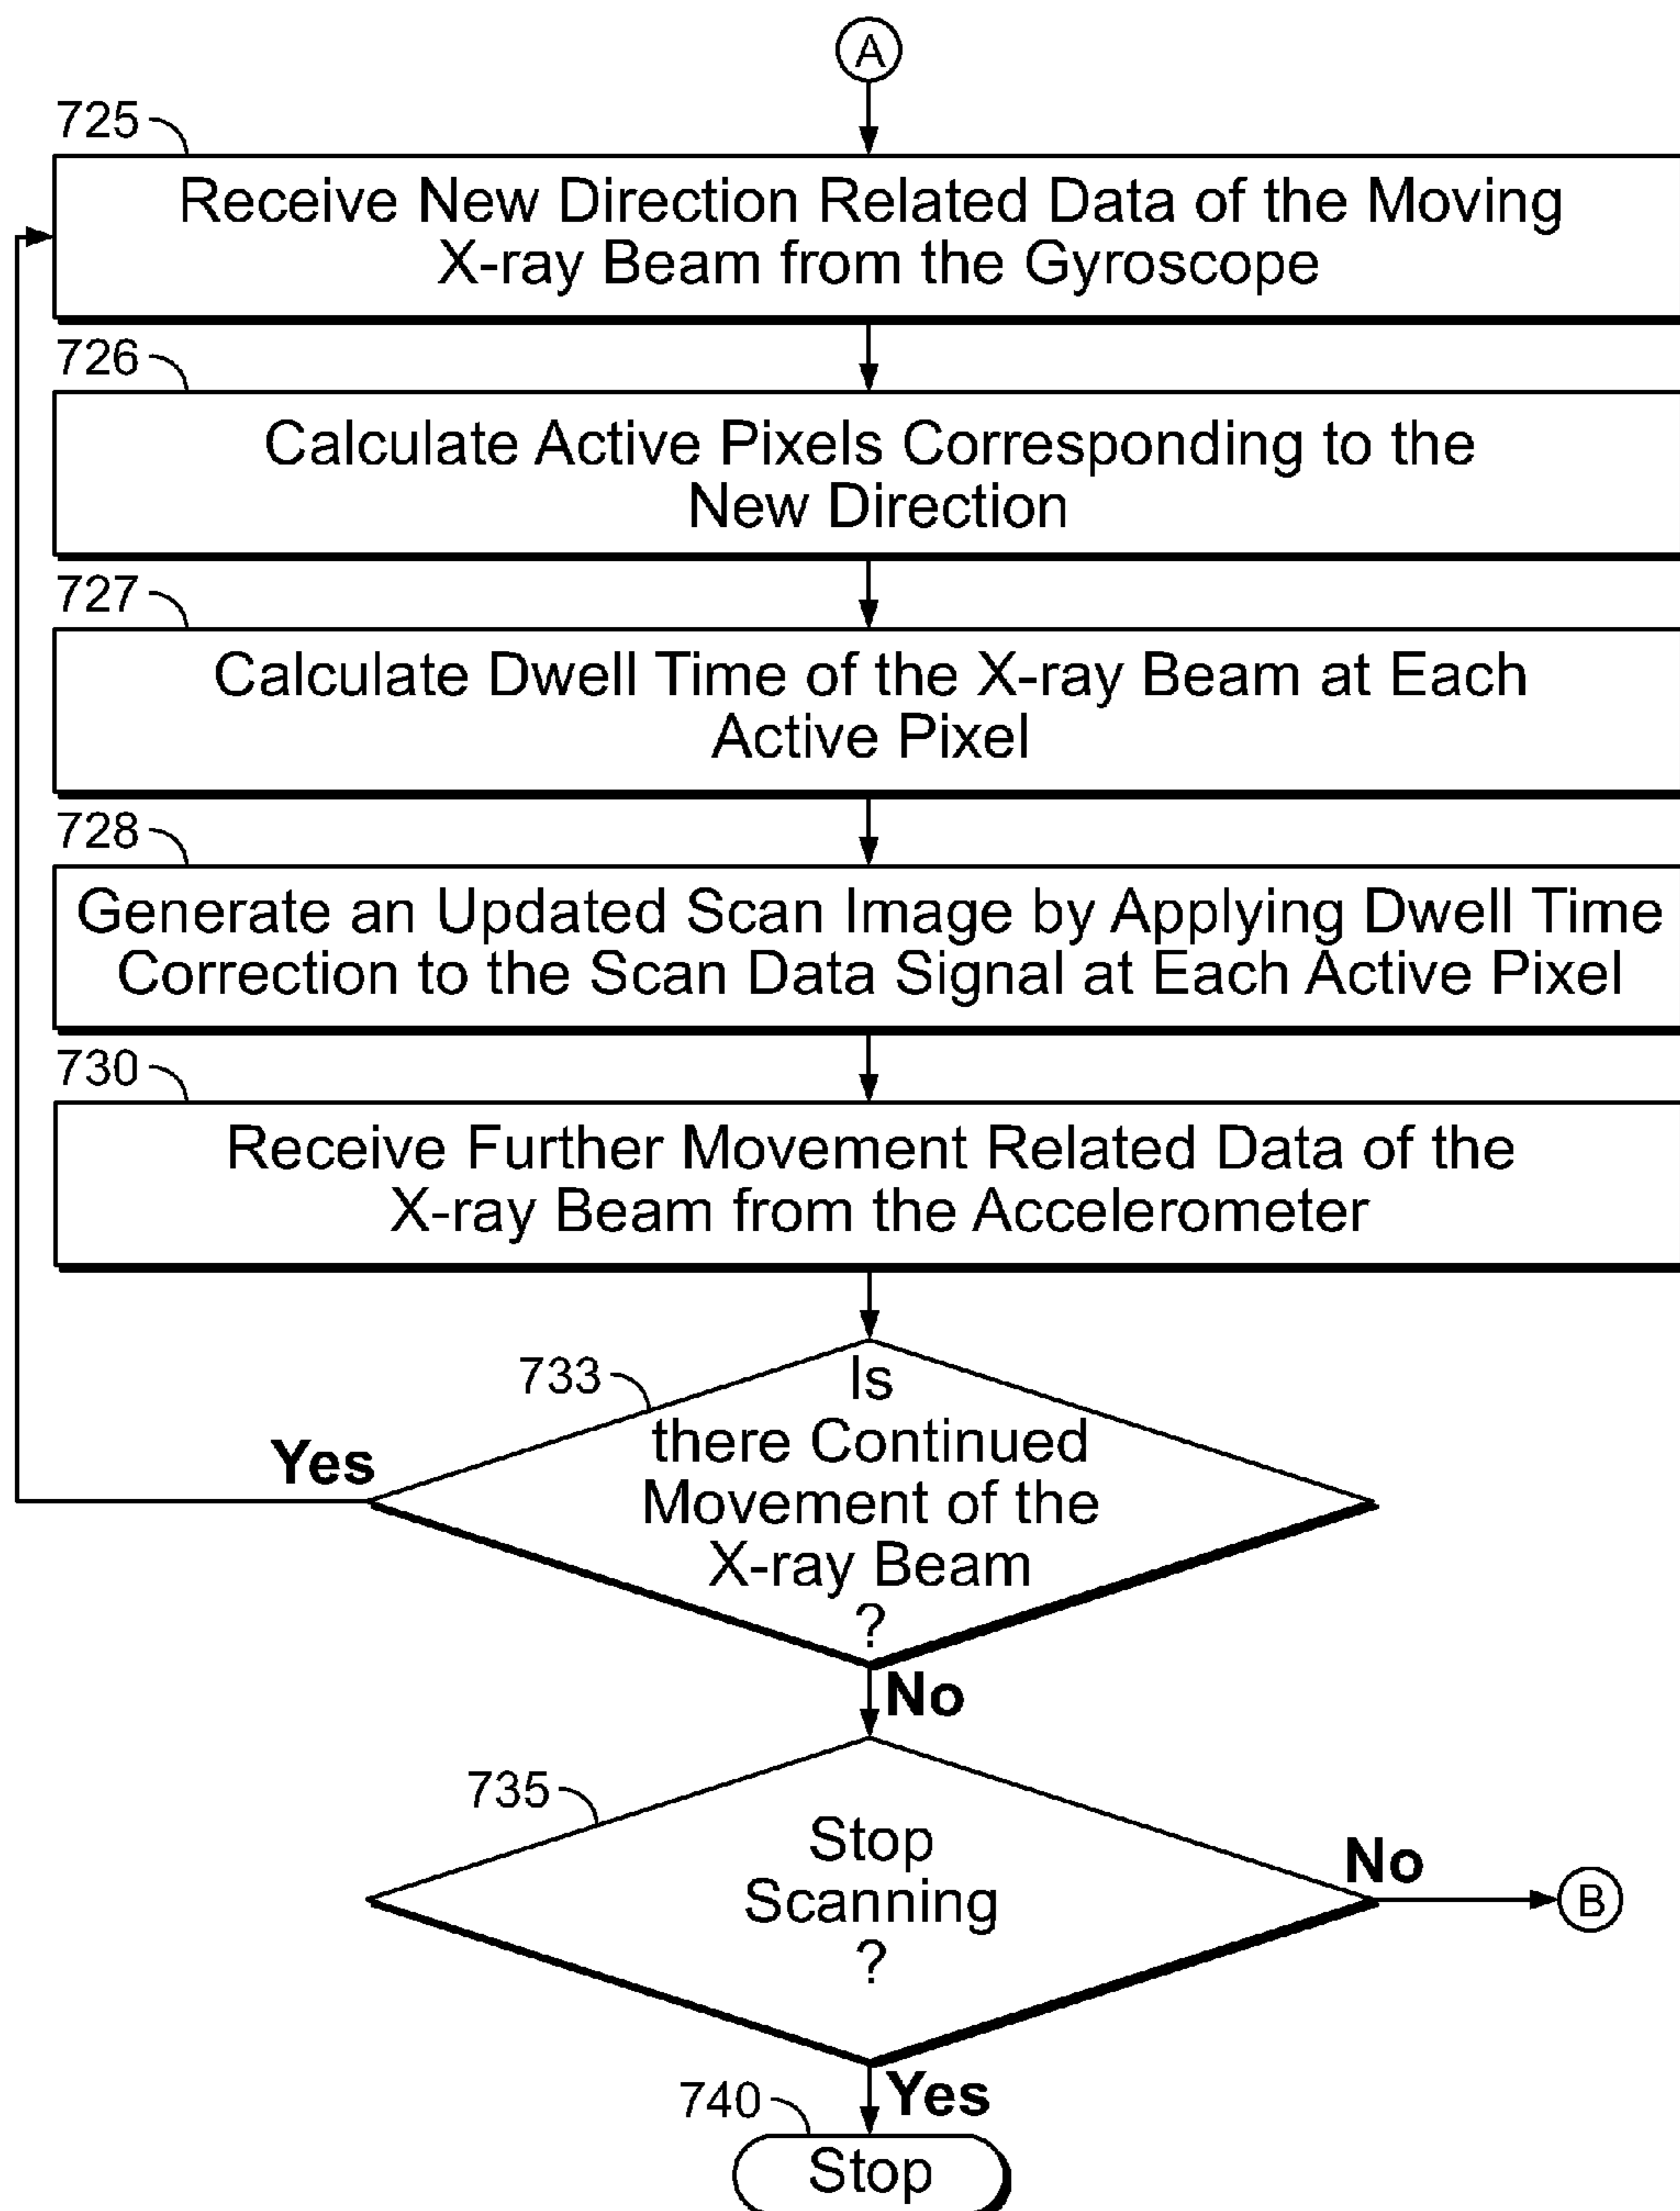 A
725
Receive New Direction Related Data of the Moving
X-ray Beam from the Gyroscope
726
Calculate Active Pixels Corresponding to the
New Direction
727
Calculate Dwell Time of the X-ray Beam at Each
Active Pixel
728
Generate an Updated Scan Image by Applying Dwell Time
Correction to the Scan Data Signal at Each Active Pixel
730
Receive Further Movement Related Data of the
X-ray Beam from the Accelerometer
733
Is
there Continued
Movement of the
X-ray Beam
?
Yes
No
735
Stop
Scanning
?
No
B
Yes
740
Stop